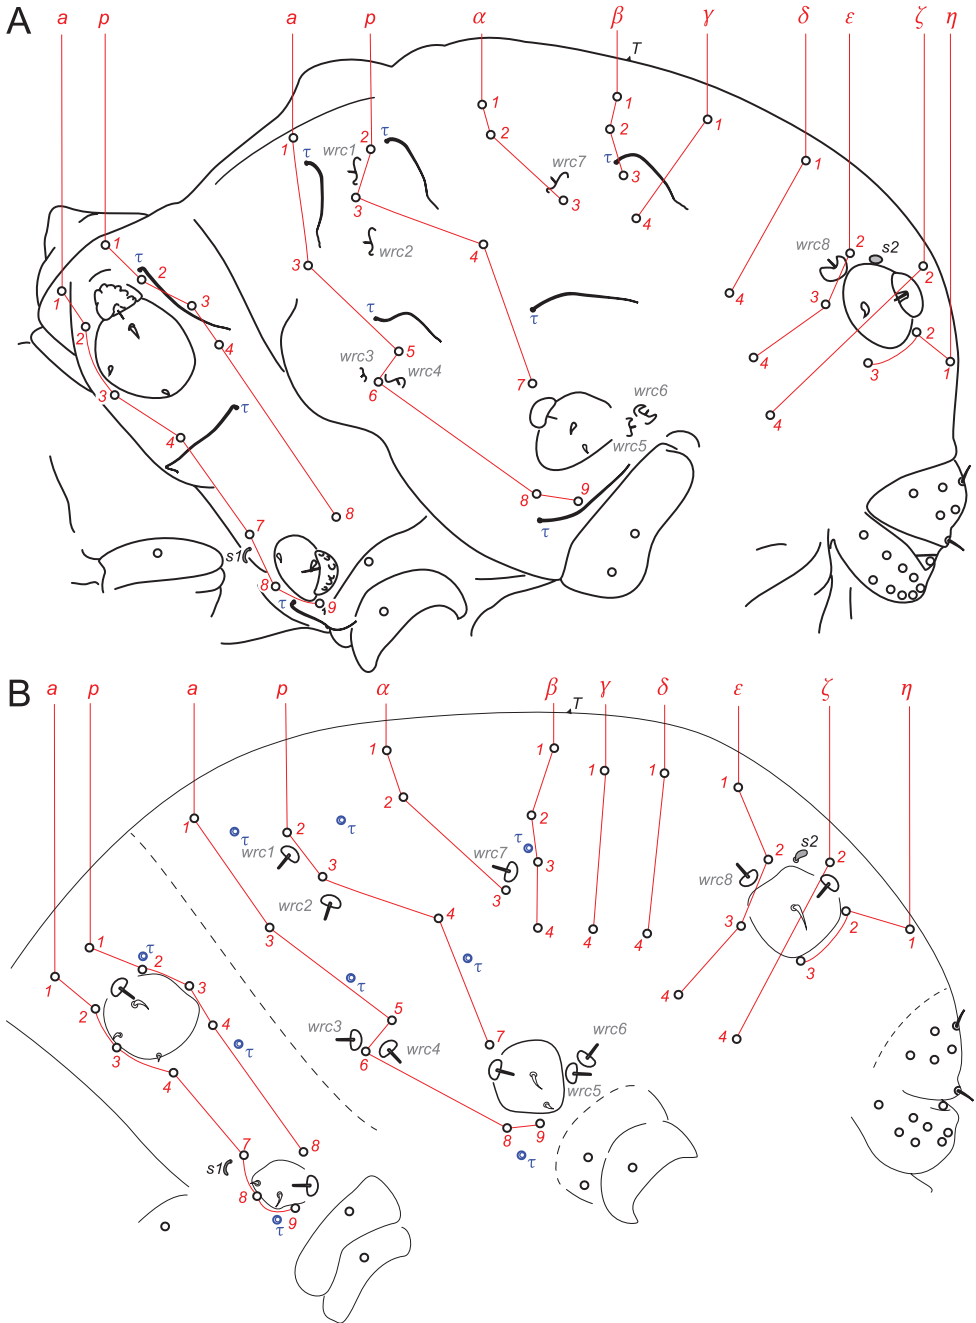 A
a p a p α β γ δ ε ζ η
T
1 1 1
2 τ 2 2 1
1 wrc1 τ wrc7 τ 3 1
3 3 4
1 τ wrc2 4 wrc8 2 s2 2
2 3 4 3
1 3 τ
2 4 τ 5 4 2
wrc3 wrc4 3 1
3 6 7
τ wrc6 4
4 wrc5
8 9
7 8 τ
s1
8
τ 9
B
a p a p α β γ δ ε ζ η
T
1 1 1 1 1
2
1 τ 2 τ 2
wrc1 τ s2
3 wrc7 3 2 2
wrc2 3 wrc8
1 3 4 4 4 4 3 2 1
τ 2 τ 3
1 3 τ 4
2 4 5
wrc3 wrc4 7 wrc6 4
3 τ 6
4 wrc5
7 8 8 9
s1 τ
8
τ 9